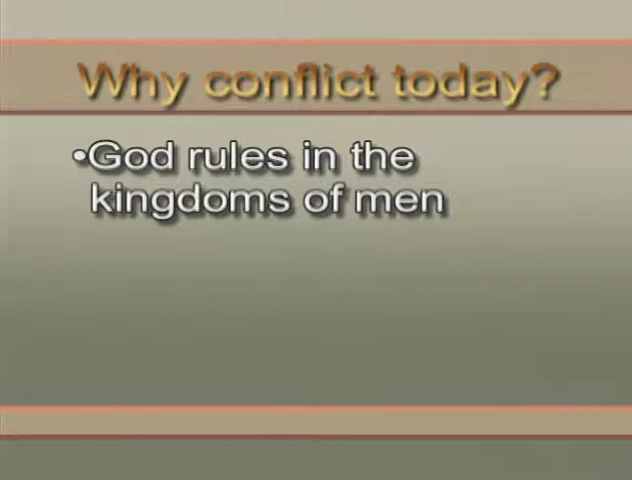 Why conflict today?
•God rules in the
kingdoms of men